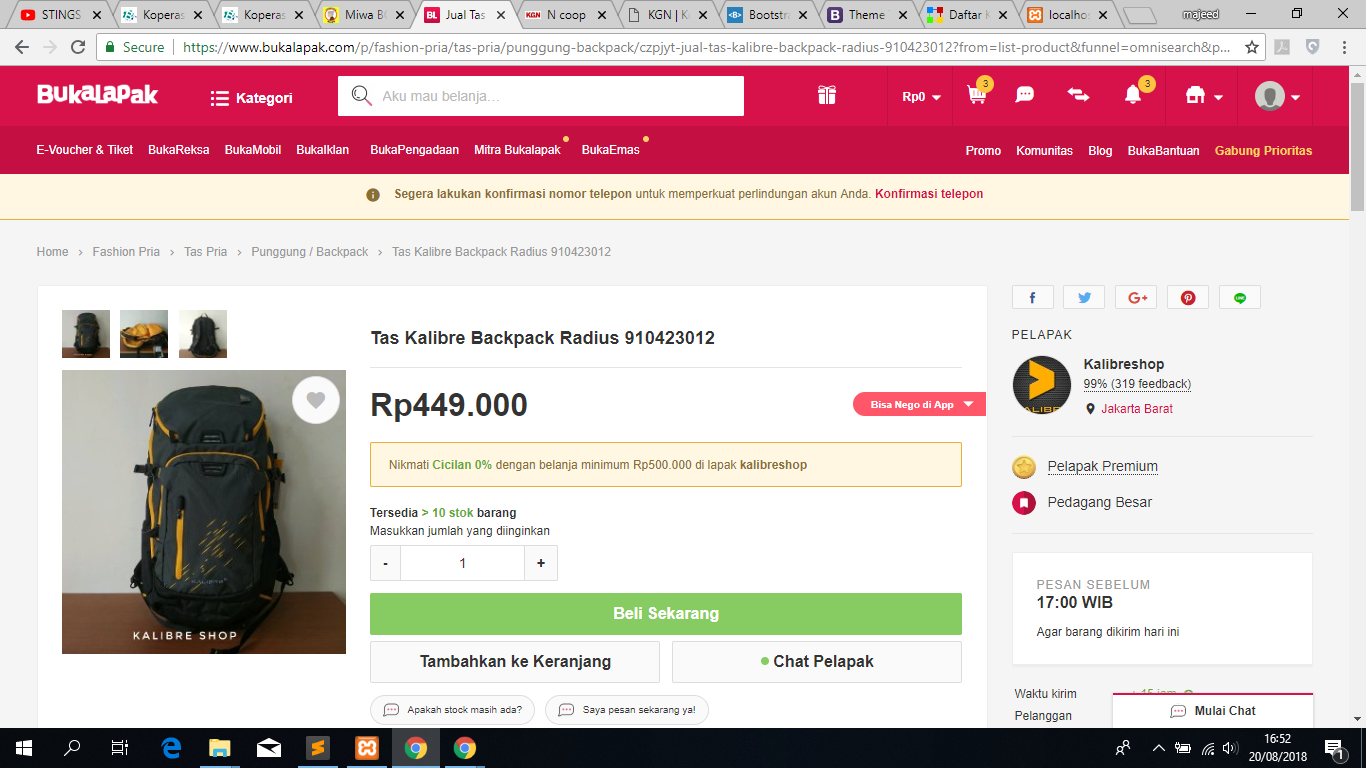 STINGS
Koperas
Koperas
Miwa BC
Jual Tas
N coop
KGN | K
Bootstra
Theme
Daftar
localhos
majeed
Secure
https://www.bukalapak.com/p/fashion-pria/tas-pria/punggung-backpack/czpjyt-jual-tas-kalibre-backpack-radius-910423012?from=list-product&funnel=omnisearch&p...
BukaLapak
Kategori
Aku mau belanja...
Rp0
3
3
E-Voucher & Tiket
BukaReksa
BukaMobil
BukaIklan
BukaPengadaan
Mitra Bukalapak
BukaEmas
Promo
Komunitas
Blog
BukaBantuan
Gabung Prioritas
Segera lakukan konfirmasi nomor telepon untuk memperkuat perlindungan akun Anda. Konfirmasi telepon
Home > Fashion Pria > Tas Pria > Punggung / Backpack > Tas Kalibre Backpack Radius 910423012
Tas Kalibre Backpack Radius 910423012
Rp449.000
Bisa Nego di App
Nikmati Cicilan 0% dengan belanja minimum Rp500.000 di lapak kalibreshop
Tersedia > 10 stok barang
Masukkan jumlah yang diinginkan
- 1 +
Beli Sekarang
Tambahkan ke Keranjang
Chat Pelapak
Apakah stock masih ada?
Saya pesan sekarang ya!
KALIBRE
KALIBRE SHOP
PELAPAK
Kalibreshop
99% (319 feedback)
Jakarta Barat
Pelapak Premium
Pedagang Besar
PESAN SEBELUM
17:00 WIB
Agar barang dikirim hari ini
Waktu kirim
Pelanggan
Mulai Chat
16:52
20/08/2018
1